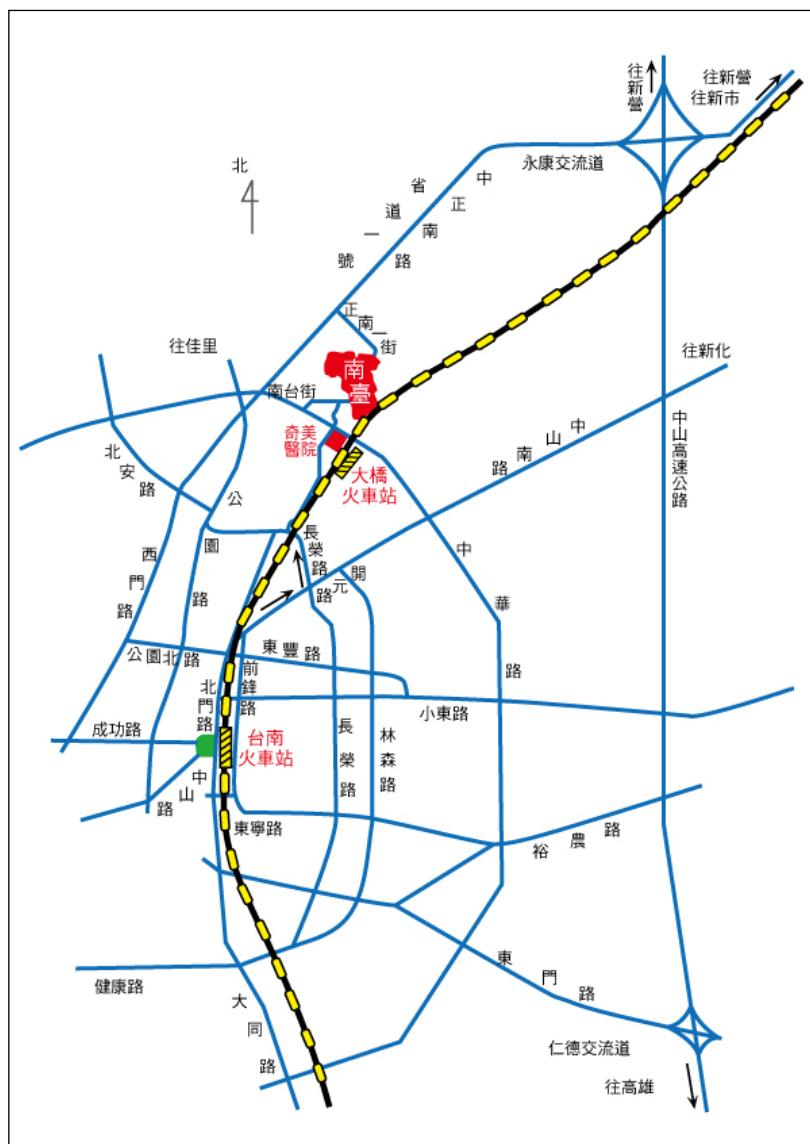 往新營
往新營
往新市
永康交流道
北
省道一號
中正南路
正南一街
往佳里
南臺
南台街
往新化
奇美
醫院
大橋
火車站
中山南路
中山高速公路
北安路
公園路
西門路
長榮路
開元路
中華路
公園北路
東豐路
前鋒路
北門路
小東路
成功路
台南
火車站
長榮路
林森路
中山路
東寧路
裕農路
健康路
東門路
大同路
仁德交流道
往高雄